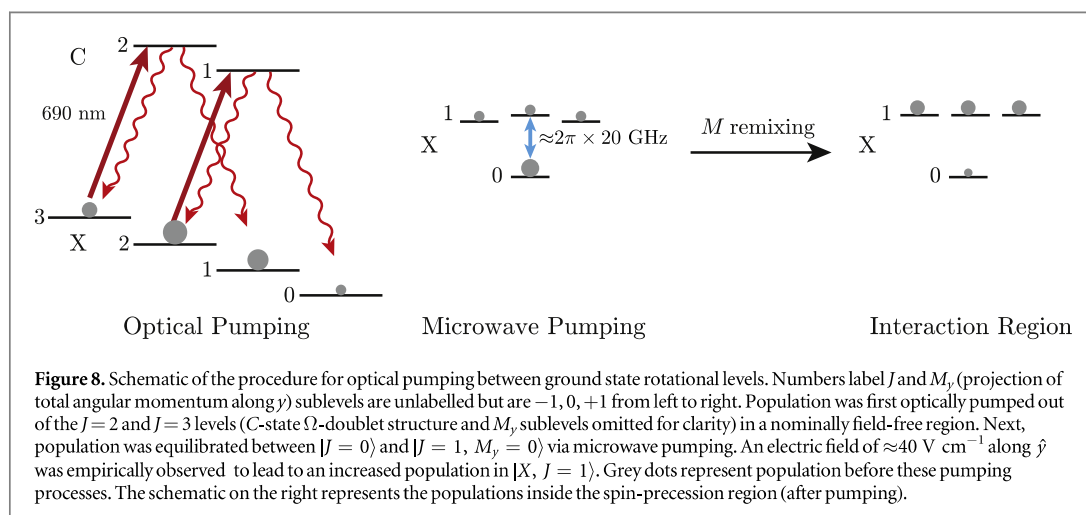 C
2
1
690 nm
3
X
2
1
0
1
X
≈2π × 20 GHz
0
M remixing
1
X
0
Optical Pumping
Microwave Pumping
Interaction Region
Figure 8. Schematic of the procedure for optical pumping between ground state rotational levels. Numbers label J and M_y (projection of
total angular momentum along y) sublevels are unlabelled but are −1, 0, +1 from left to right. Population was first optically pumped out
of the J = 2 and J = 3 levels (C-state Ω-doublet structure and M_y sublevels omitted for clarity) in a nominally field-free region. Next,
population was equilibrated between |J = 0⟩ and |J = 1, M_y = 0⟩ via microwave pumping. An electric field of ≈40 V cm⁻¹ along ŷ
was empirically observed to lead to an increased population in |X, J = 1⟩. Grey dots represent population before these pumping
processes. The schematic on the right represents the populations inside the spin-precession region (after pumping).